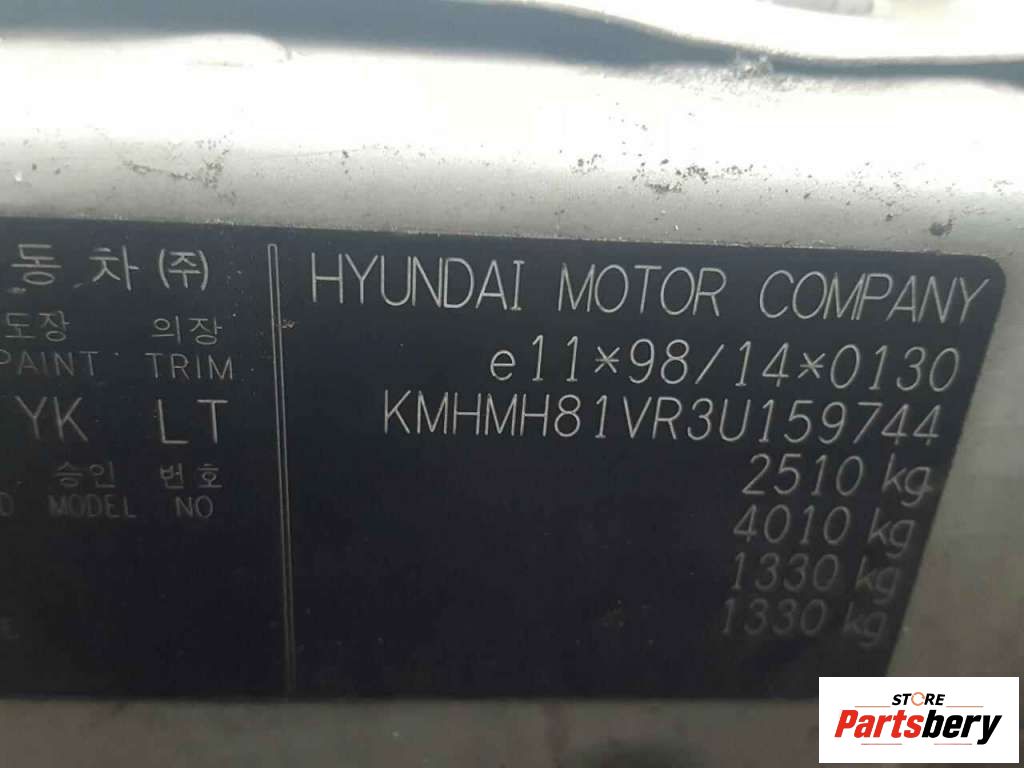 동차 (주)
도장 의장
PAINT TRIM
YK LT
승인 번호
MODEL NO
HYUNDAI MOTOR COMPANY
e11*98/14*0130
KMHMH81VR3U159744
2510 kg
4010 kg
1330 kg
1330 kg
STORE
Partsbery